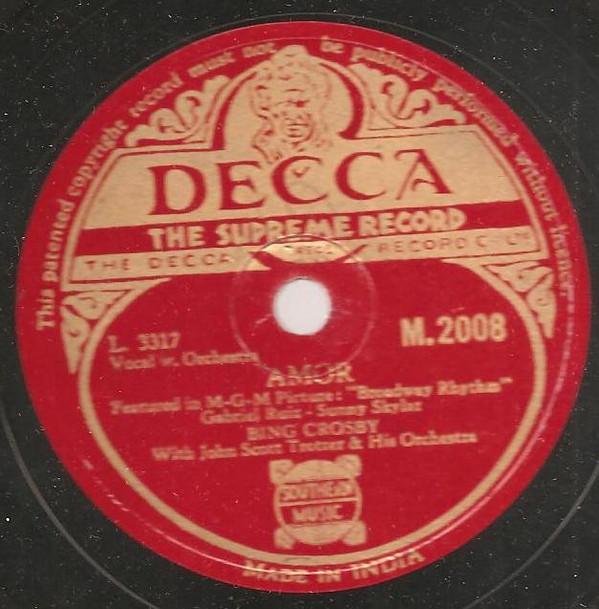 This patented copyright record must not be publicly performed without licence.
DECCA
THE SUPREME RECORD
THE DECCA RECORD Co LTD
L. 3317
Vocal w. Orchestra
M.2008
AMOR
Featured in M-G-M Picture: "Broadway Rhythm"
Gabriel Ruiz - Sunny Skylar
BING CROSBY
With John Scott Trotter & His Orchestra
SOUTHERN
MUSIC
MADE IN INDIA